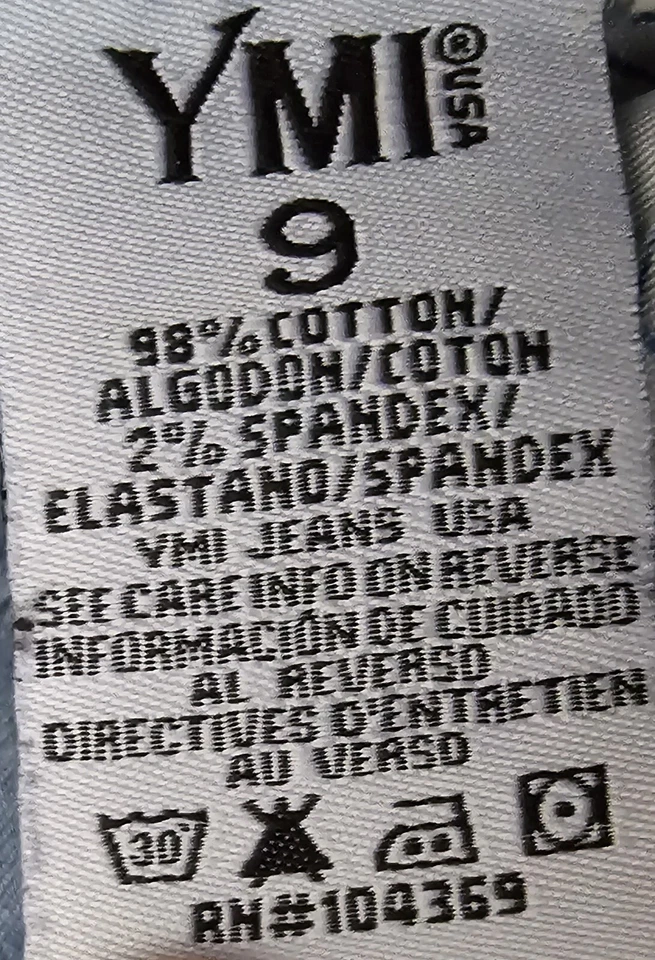 YMI ®USA
9
98% COTTON/
ALGODON/COTON
2% SPANDEX/
ELASTANO/SPANDEX
YMI JEANS USA
SEE CARE INFO ON REVERSE
INFORMACIÓN DE CUIDADO
AL REVERSO
DIRECTIVES D'ENTRETIEN
AU VERSO
30°
RN#104369